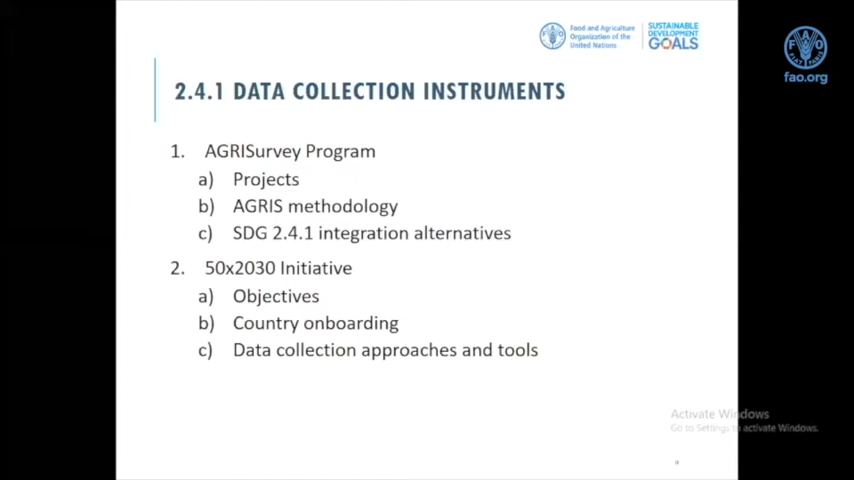 Food and Agriculture
Organization of the
United Nations
SUSTAINABLE
DEVELOPMENT
GOALS
FAO
FIAT PANIS
fao.org
2.4.1 DATA COLLECTION INSTRUMENTS
1. AGRISurvey Program
a) Projects
b) AGRIS methodology
c) SDG 2.4.1 integration alternatives
2. 50x2030 Initiative
a) Objectives
b) Country onboarding
c) Data collection approaches and tools
Activate Windows
Go to Settings to activate Windows.